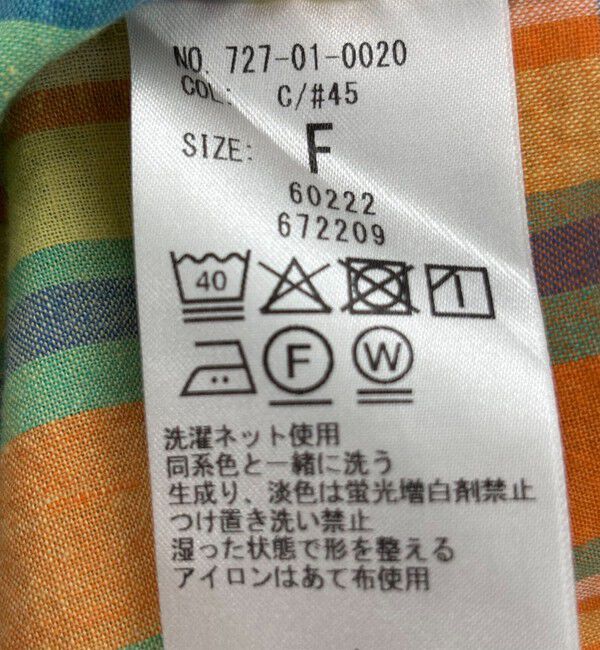 NO. 727-01-0020
COL: C/#45
SIZE: F
60222
672209
40
F W
洗濯ネット使用
同系色と一緒に洗う
生成り、淡色は蛍光増白剤禁止
つけ置き洗い禁止
湿った状態で形を整える
アイロンはあて布使用